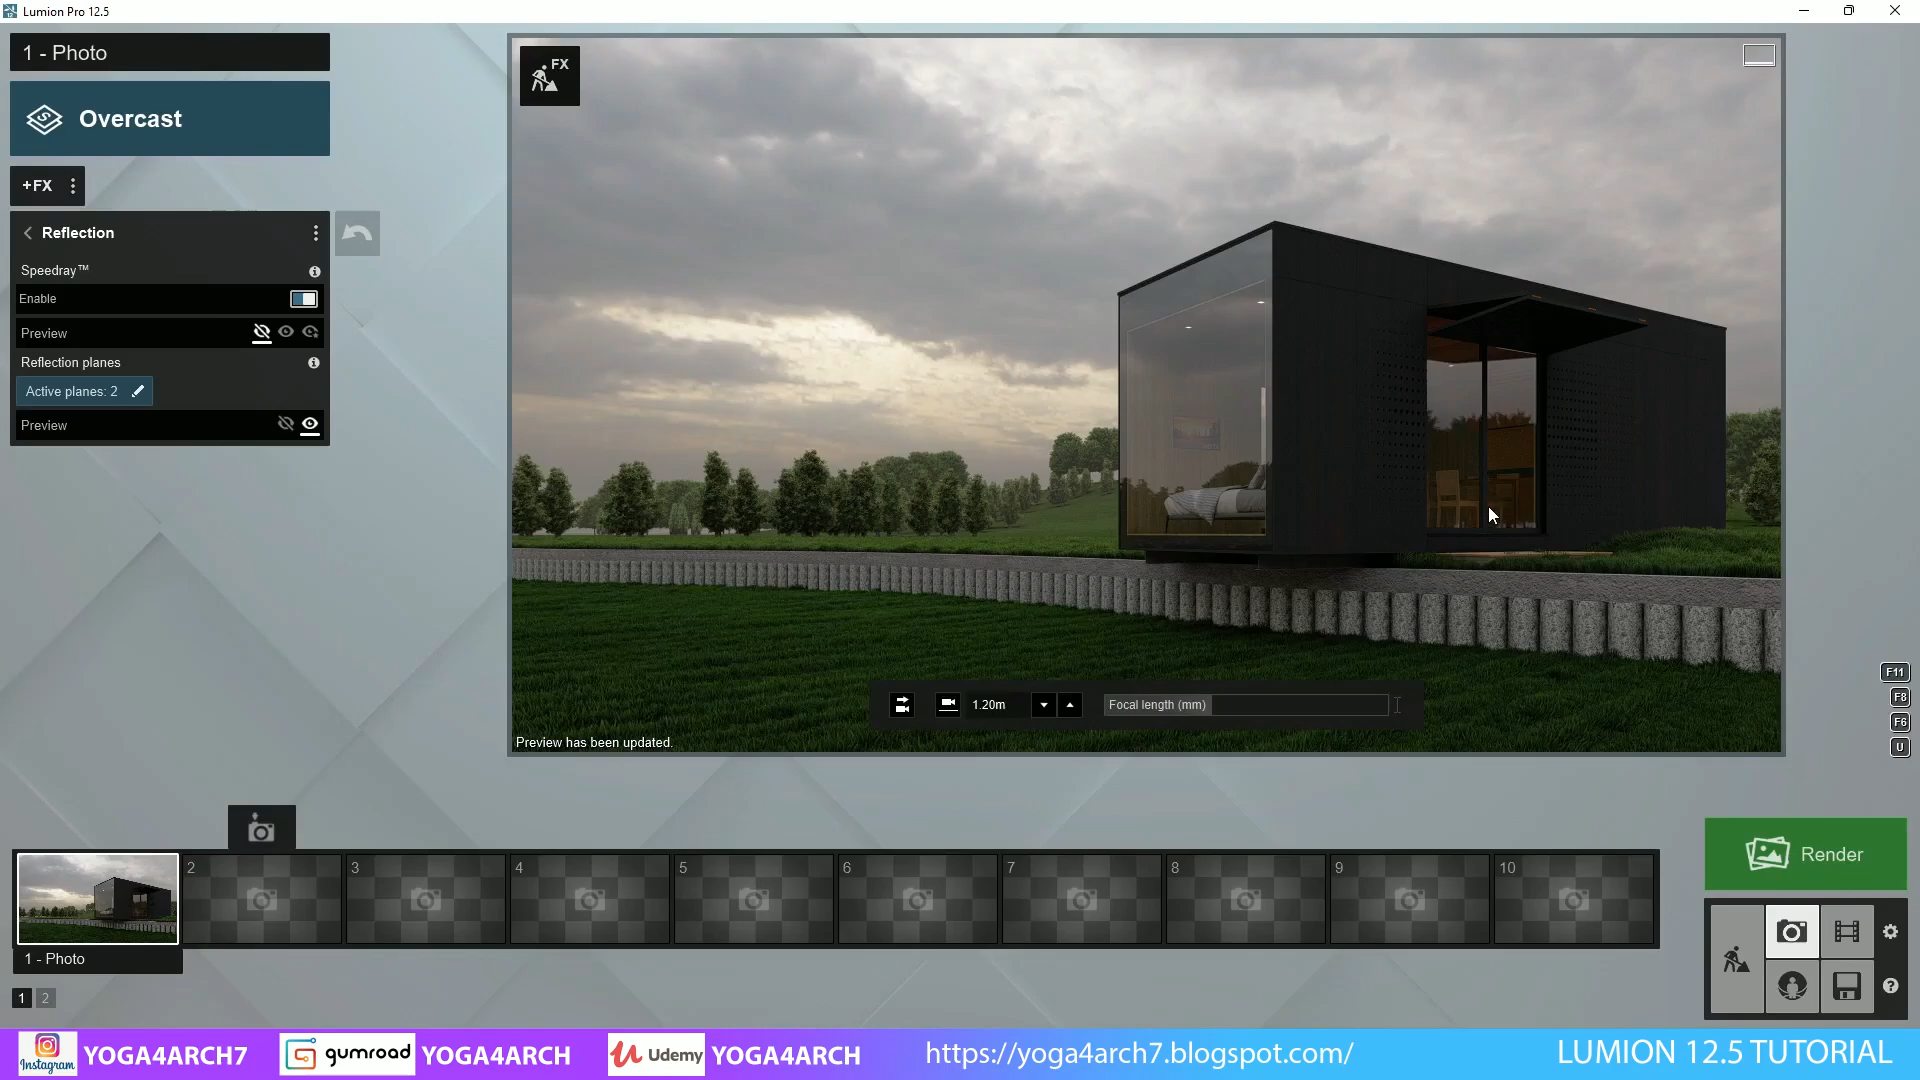 Lumion Pro 12.5
1 - Photo
Overcast
+FX
Reflection
Speedray™
Enable
Preview
Reflection planes
Active planes: 2
Preview
FX
1.20m
Focal length (mm)
Preview has been updated.
F11
F8
F6
U
2
3
4
5
6
7
8
9
10
1 - Photo
1 2
Render
Instagram YOGA4ARCH7 gumroad YOGA4ARCH Udemy YOGA4ARCH https://yoga4arch7.blogspot.com/ LUMION 12.5 TUTORIAL